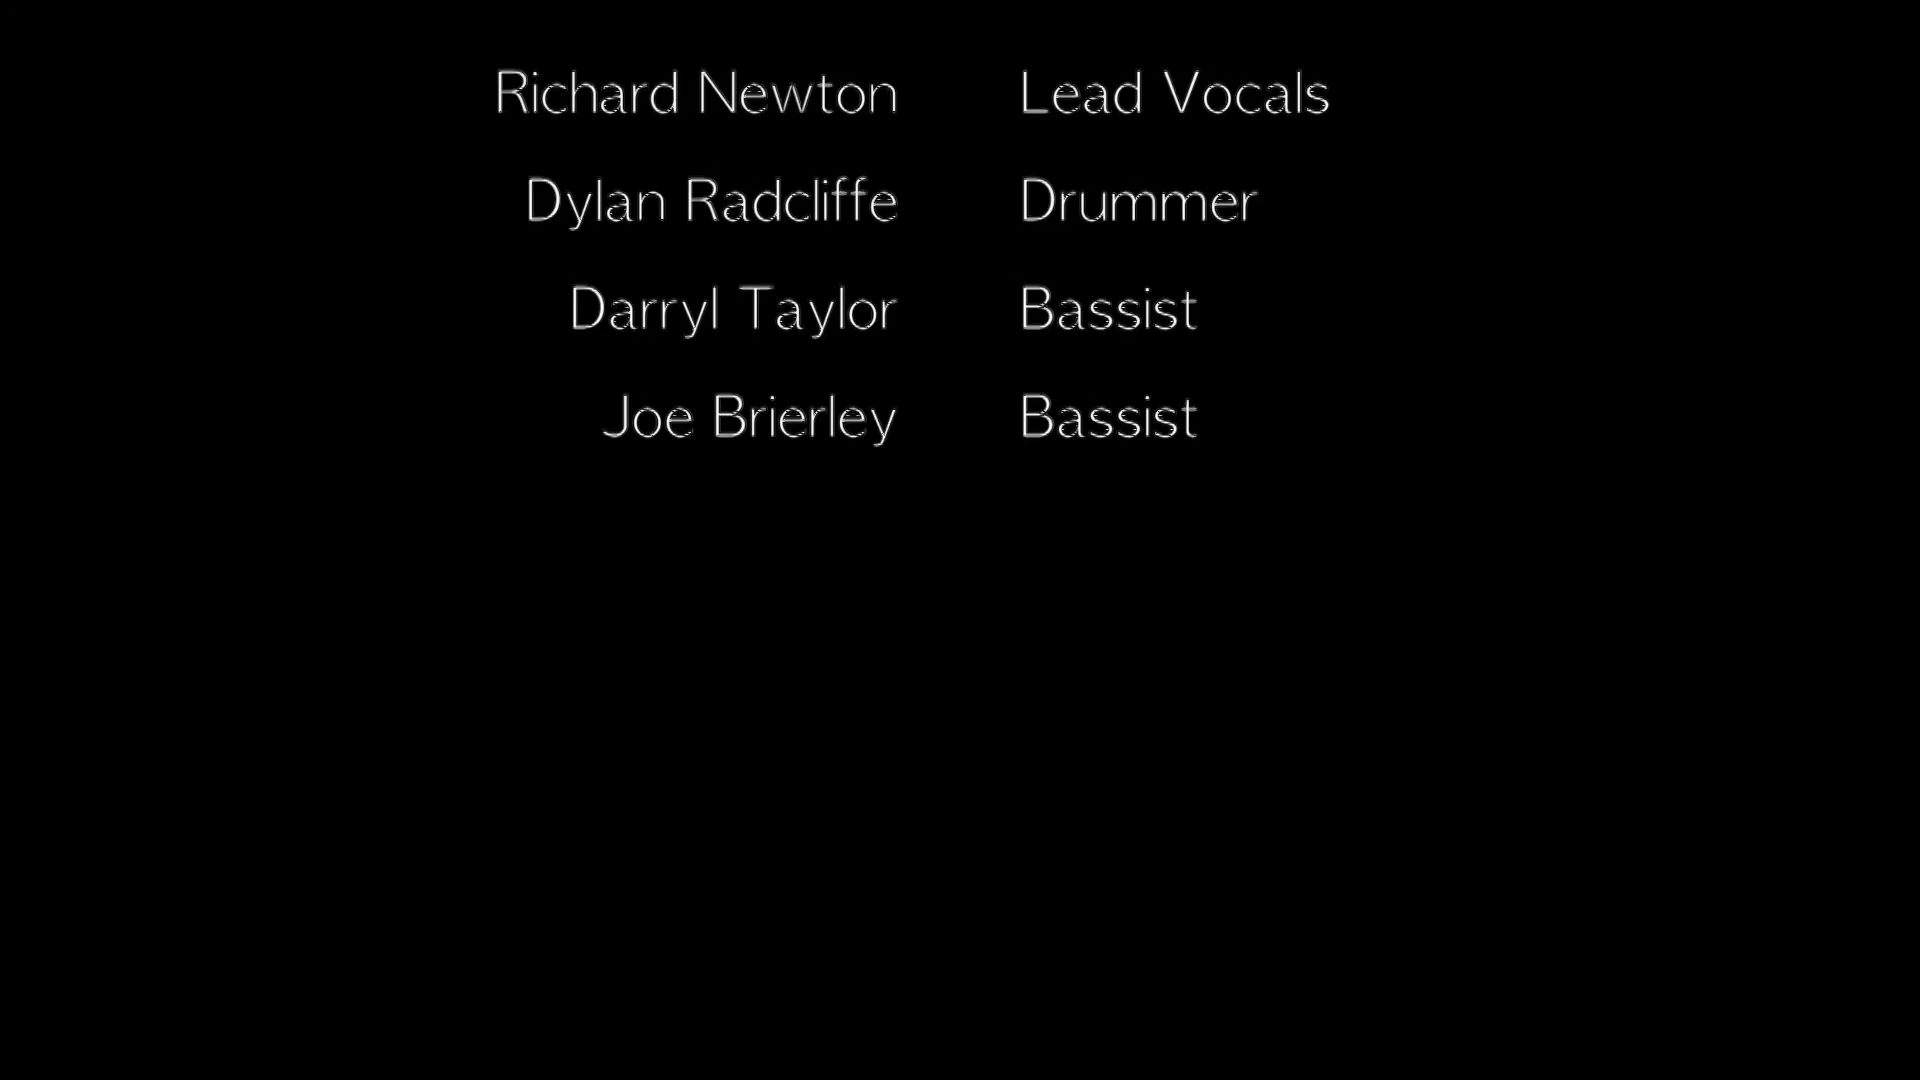 Richard Newton Lead Vocals
Dylan Radcliffe Drummer
Darryl Taylor Bassist
Joe Brierley Bassist